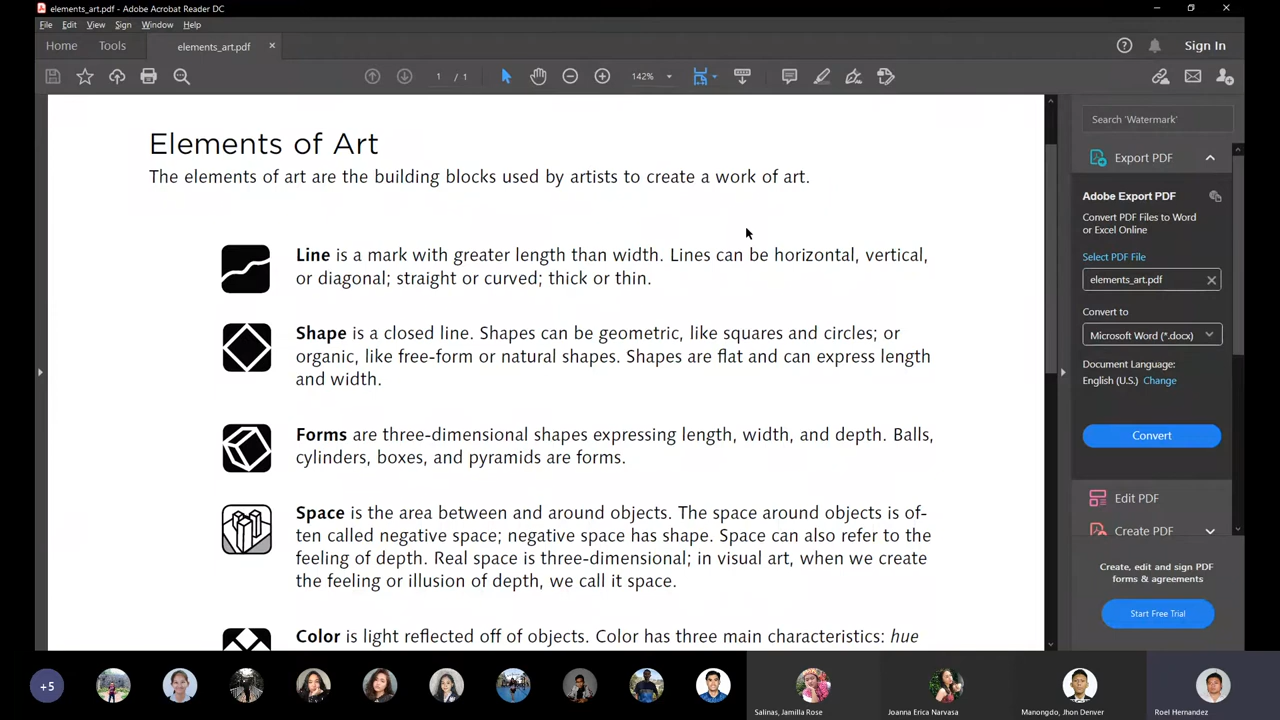 elements_art.pdf - Adobe Acrobat Reader DC
File Edit View Sign Window Help
Home Tools elements_art.pdf × Sign In
1 / 1 142%
Elements of Art
The elements of art are the building blocks used by artists to create a work of art.
Line is a mark with greater length than width. Lines can be horizontal, vertical,
or diagonal; straight or curved; thick or thin.
Shape is a closed line. Shapes can be geometric, like squares and circles; or
organic, like free-form or natural shapes. Shapes are flat and can express length
and width.
Forms are three-dimensional shapes expressing length, width, and depth. Balls,
cylinders, boxes, and pyramids are forms.
Space is the area between and around objects. The space around objects is of-
ten called negative space; negative space has shape. Space can also refer to the
feeling of depth. Real space is three-dimensional; in visual art, when we create
the feeling or illusion of depth, we call it space.
Color is light reflected off of objects. Color has three main characteristics: hue
Search 'Watermark'
Export PDF
Adobe Export PDF
Convert PDF Files to Word
or Excel Online
Select PDF File
elements_art.pdf
Convert to
Microsoft Word (*.docx)
Document Language:
English (U.S.) Change
Convert
Edit PDF
Create PDF
Create, edit and sign PDF
forms & agreements
Start Free Trial
+5
Salinas, Jamilla Rose
Joanna Erica Narvasa
Manongdo, Jhon Denver
Roel Hernandez